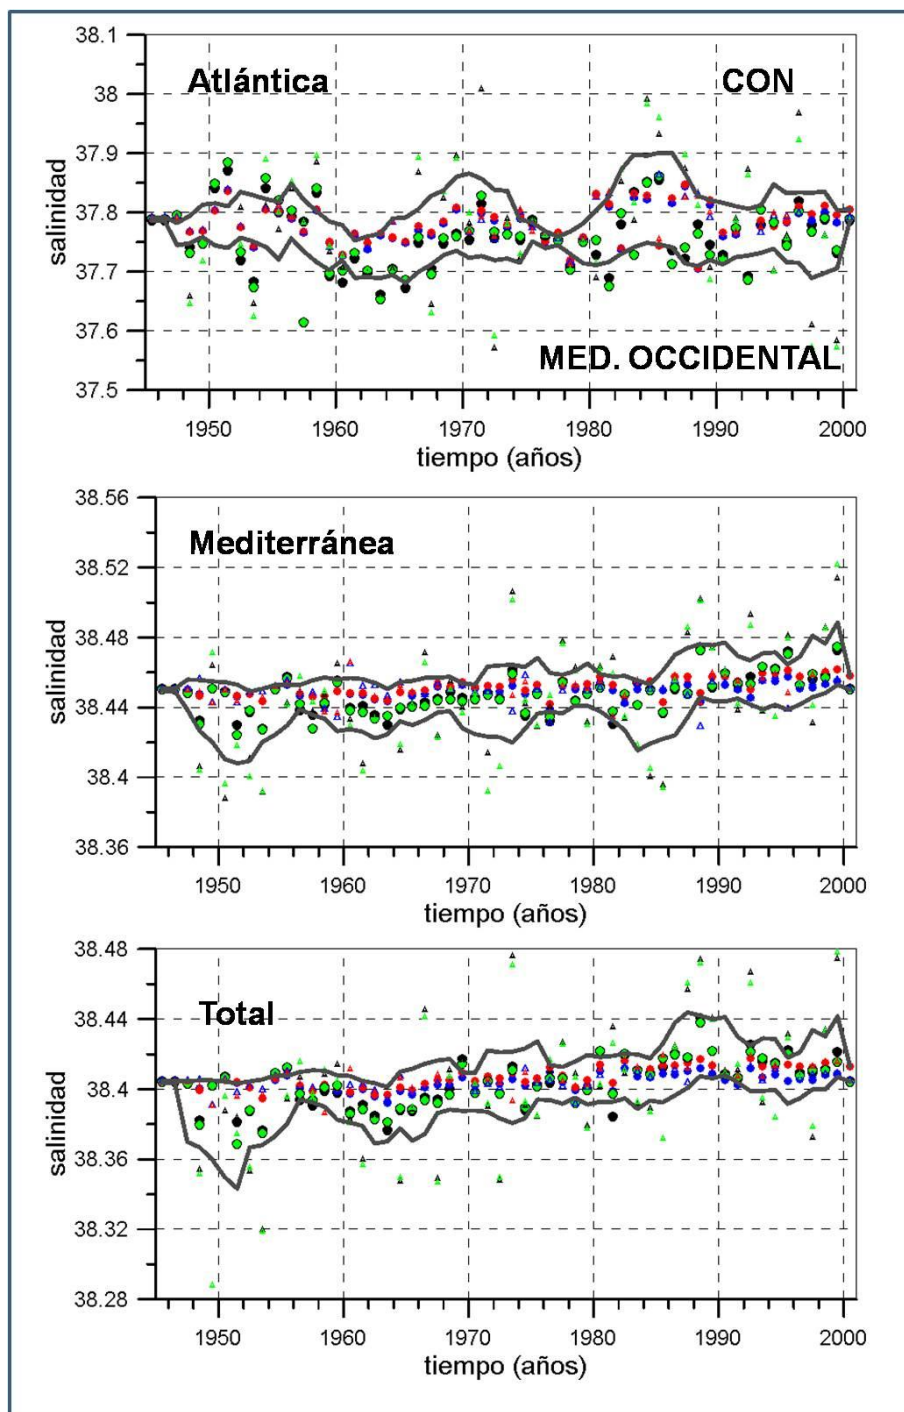 38.1
Atlántica
CON
38
37.9
salinidad
37.8
37.7
37.6
MED. OCCIDENTAL
37.5
1950 1960 1970 1980 1990 2000
tiempo (años)
38.56
Mediterránea
38.52
salinidad
38.48
38.44
38.4
38.36
1950 1960 1970 1980 1990 2000
tiempo (años)
38.48
Total
38.44
salinidad
38.4
38.36
38.32
38.28
1950 1960 1970 1980 1990 2000
tiempo (años)